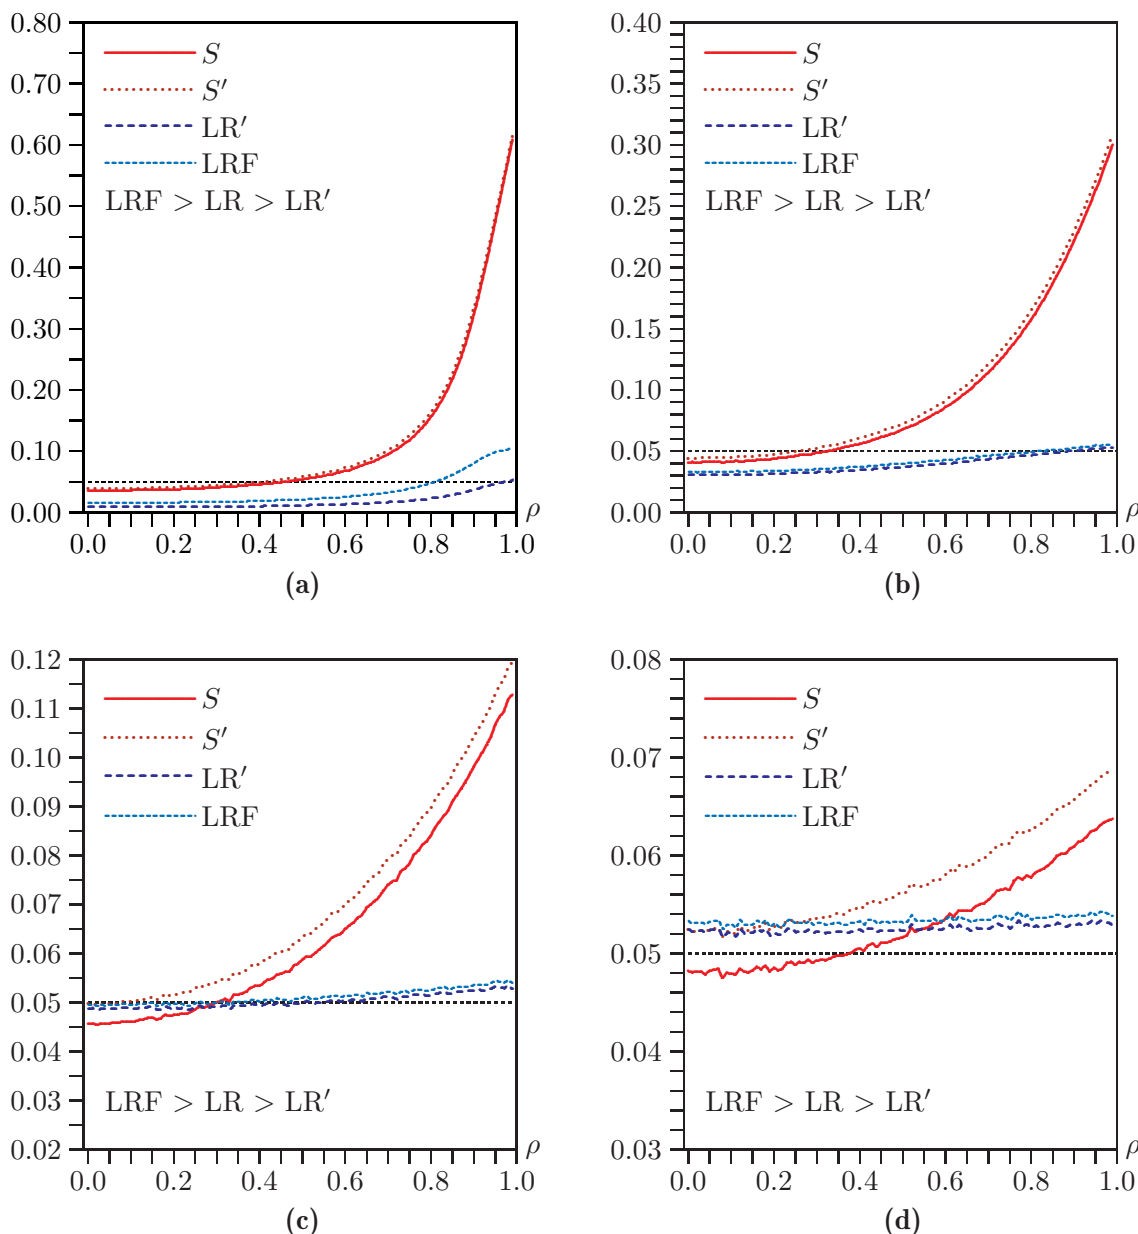 0.80
0.70
0.60
0.50
0.40
0.30
0.20
0.10
0.00
S
S′
LR′
LRF
LRF > LR > LR′
0.0 0.2 0.4 0.6 0.8 1.0
ρ
(a)
0.40
0.35
0.30
0.25
0.20
0.15
0.10
0.05
0.00
S
S′
LR′
LRF
LRF > LR > LR′
0.0 0.2 0.4 0.6 0.8 1.0
ρ
(b)
0.12
0.11
0.10
0.09
0.08
0.07
0.06
0.05
0.04
0.03
0.02
S
S′
LR′
LRF
LRF > LR > LR′
0.0 0.2 0.4 0.6 0.8 1.0
ρ
(c)
0.08
0.07
0.06
0.05
0.04
0.03
S
S′
LR′
LRF
LRF > LR > LR′
0.0 0.2 0.4 0.6 0.8 1.0
ρ
(d)